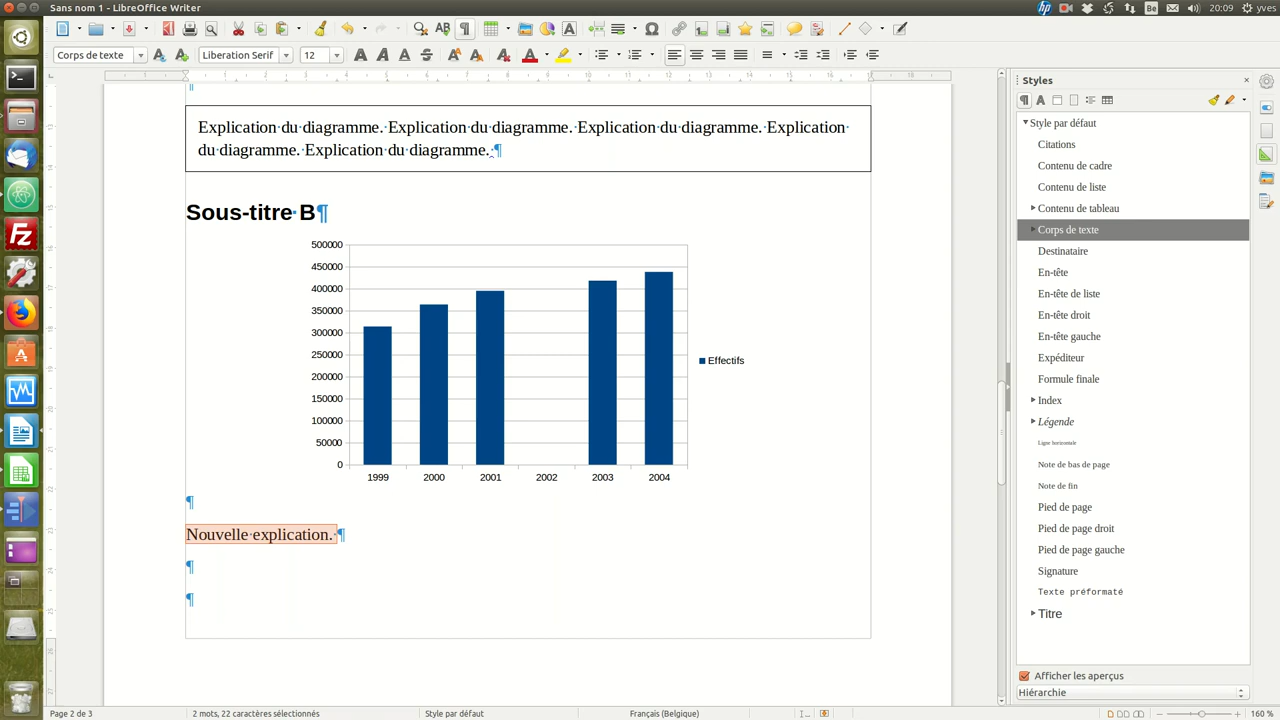 Sans nom 1 - LibreOffice Writer
Be
20:09
yves
Corps de texte
Liberation Serif
12
Explication du diagramme. Explication du diagramme. Explication du diagramme. Explication
du diagramme. Explication du diagramme. ¶
Sous-titre B¶
500000
450000
400000
350000
300000
250000
200000
150000
100000
50000
0
1999 2000 2001 2002 2003 2004
Effectifs
¶
Nouvelle explication. ¶
¶
¶
Styles
Style par défaut
Citations
Contenu de cadre
Contenu de liste
Contenu de tableau
Corps de texte
Destinataire
En-tête
En-tête de liste
En-tête droit
En-tête gauche
Expéditeur
Formule finale
Index
Légende
Ligne horizontale
Note de bas de page
Note de fin
Pied de page
Pied de page droit
Pied de page gauche
Signature
Texte préformaté
Titre
Afficher les aperçus
Hiérarchie
Page 2 de 3
2 mots, 22 caractères sélectionnés
Style par défaut
Français (Belgique)
160 %